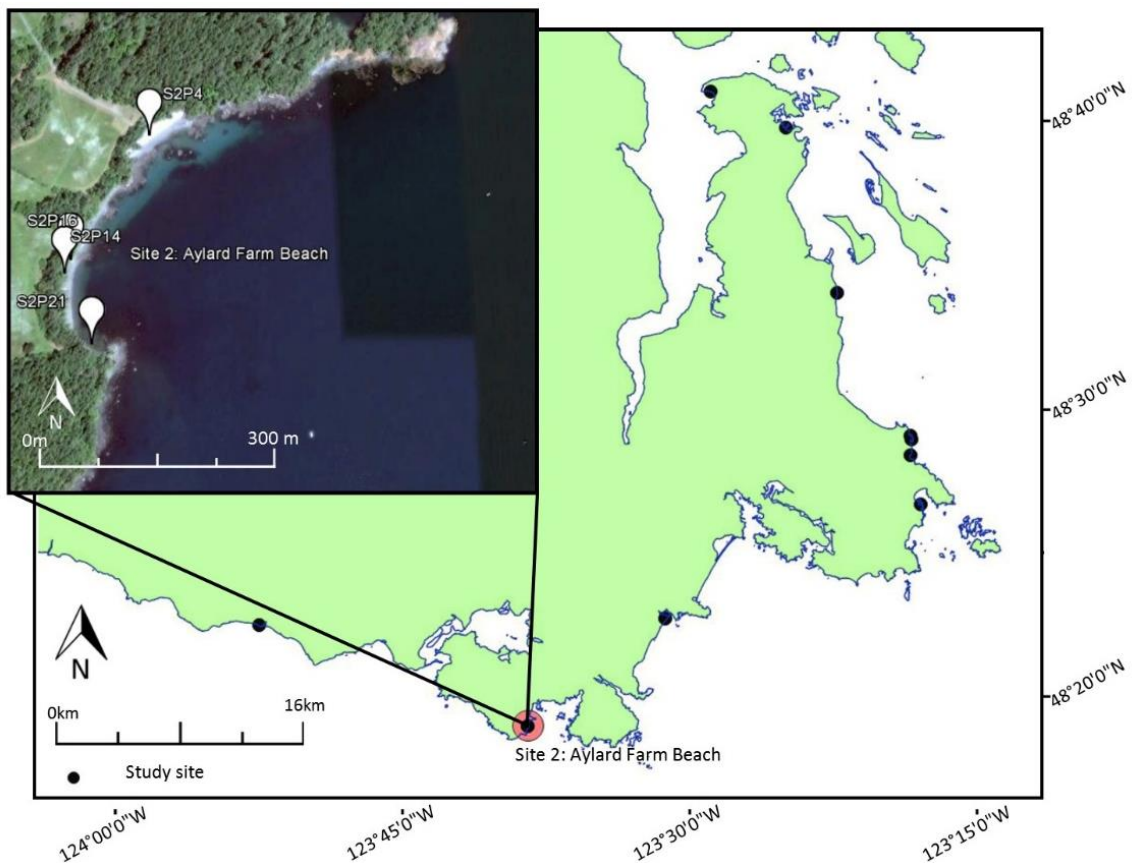 S2P4
S2P16
S2P14
Site 2: Aylard Farm Beach
S2P21
N
0m
300 m
48°40'0"N
48°30'0"N
48°20'0"N
N
0km
16km
Site 2: Aylard Farm Beach
Study site
124°00'0"W
123°45'0"W
123°30'0"W
123°15'0"W